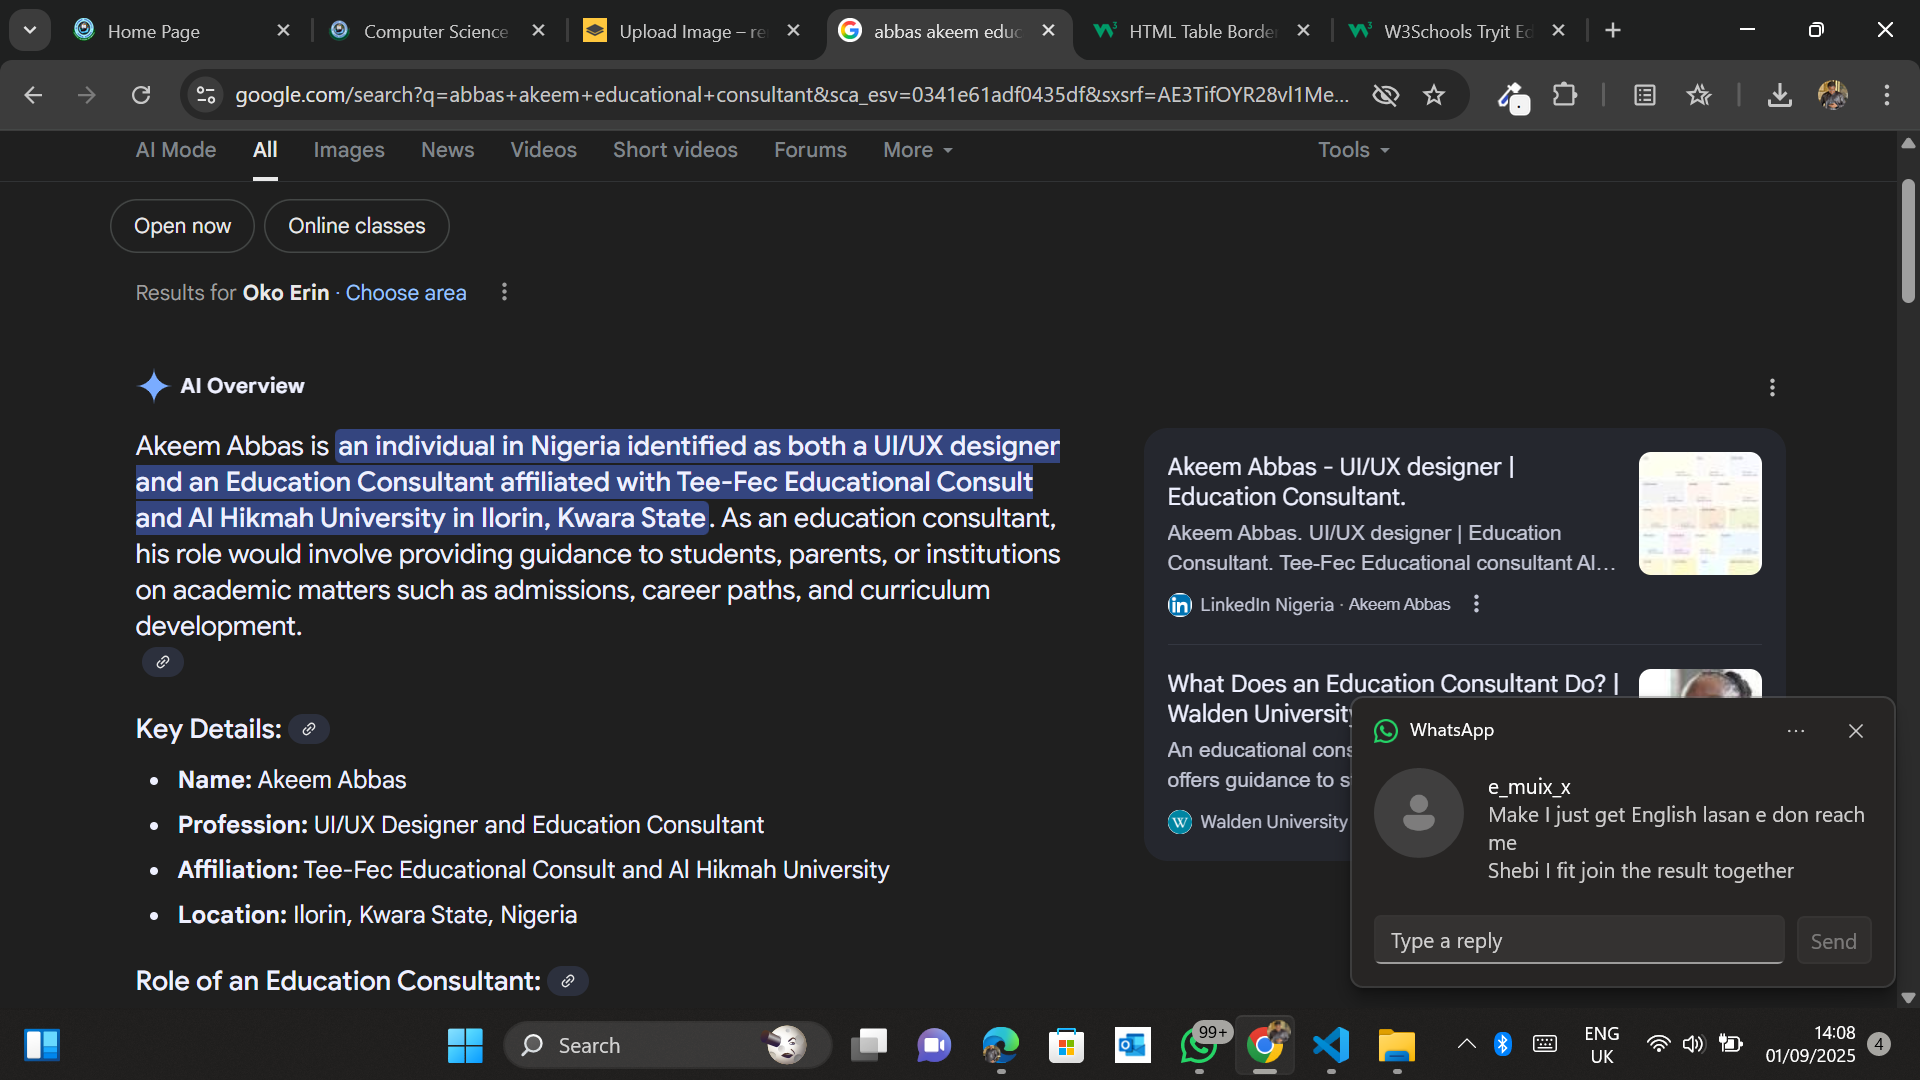 Home Page
Computer Science
Upload Image – re
abbas akeem educ
HTML Table Border
W3Schools Tryit Ed
google.com/search?q=abbas+akeem+educational+consultant&sca_esv=0341e61adf0435df&sxsrf=AE3TifOYR28vl1Me...
AI Mode
All
Images
News
Videos
Short videos
Forums
More
Tools
Open now
Online classes
Results for Oko Erin · Choose area
AI Overview
Akeem Abbas is an individual in Nigeria identified as both a UI/UX designer
and an Education Consultant affiliated with Tee-Fec Educational Consult
and Al Hikmah University in Ilorin, Kwara State. As an education consultant,
his role would involve providing guidance to students, parents, or institutions
on academic matters such as admissions, career paths, and curriculum
development.
Key Details:
Name: Akeem Abbas
Profession: UI/UX Designer and Education Consultant
Affiliation: Tee-Fec Educational Consult and Al Hikmah University
Location: Ilorin, Kwara State, Nigeria
Role of an Education Consultant:
Akeem Abbas - UI/UX designer |
Education Consultant.
Akeem Abbas. UI/UX designer | Education
Consultant. Tee-Fec Educational consultant Al...
LinkedIn Nigeria · Akeem Abbas
What Does an Education Consultant Do? |
Walden University
An educational cons
offers guidance to s
Walden University
WhatsApp
e_muix_x
Make I just get English lasan e don reach
me
Shebi I fit join the result together
Type a reply
Send
Search
99+
ENG
UK
14:08
01/09/2025
4